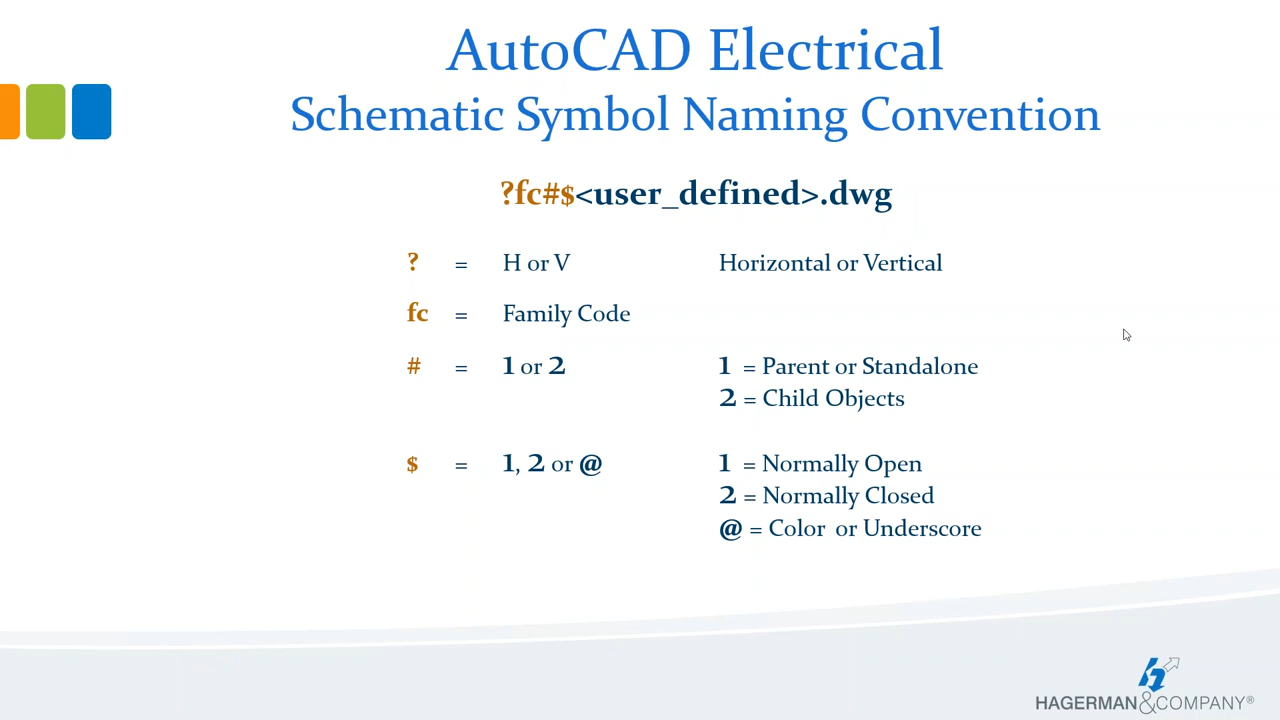 AutoCAD Electrical
Schematic Symbol Naming Convention
?fc#$<user_defined>.dwg
? = H or V Horizontal or Vertical
fc = Family Code
# = 1 or 2 1 = Parent or Standalone
2 = Child Objects
$ = 1, 2 or @ 1 = Normally Open
2 = Normally Closed
@ = Color or Underscore
HAGERMAN&COMPANY®